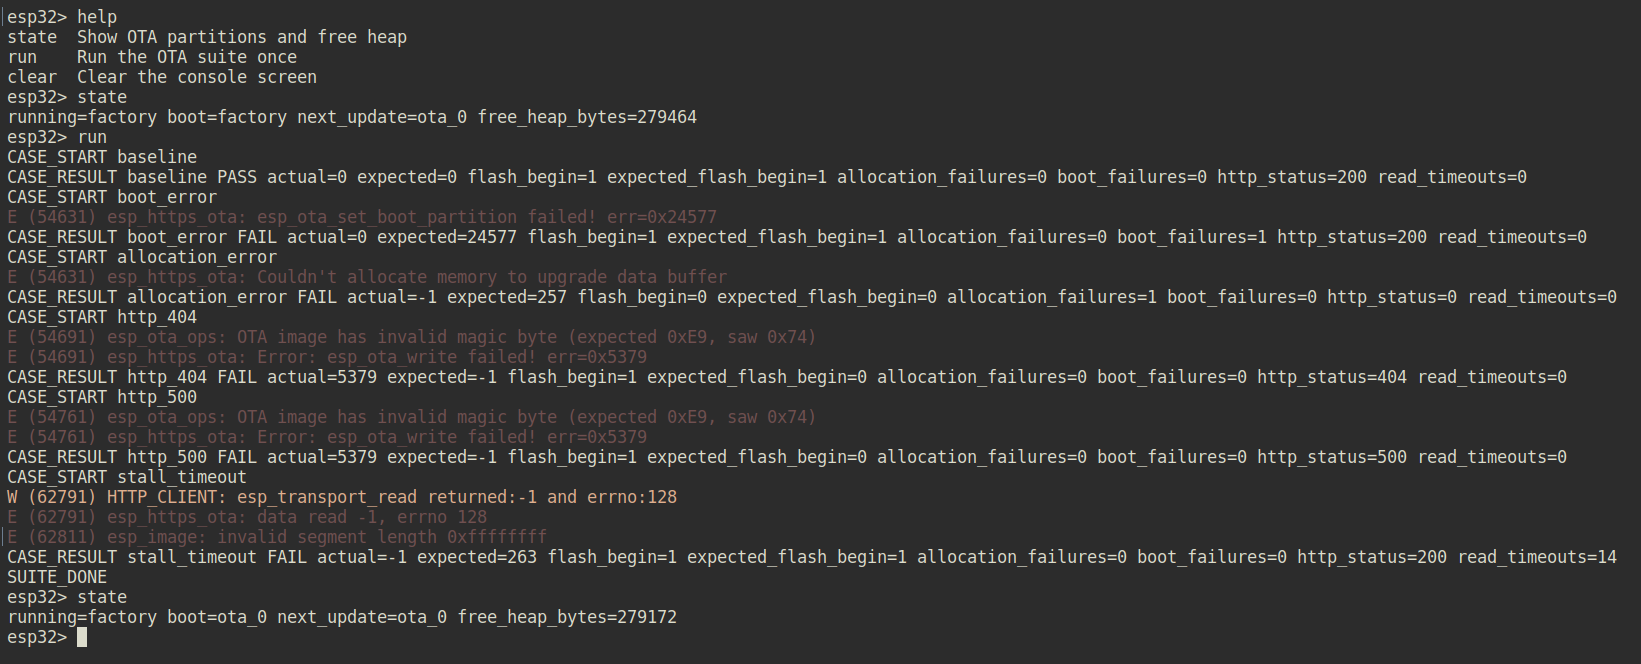 esp32> help
state  Show OTA partitions and free heap
run    Run the OTA suite once
clear  Clear the console screen
esp32> state
running=factory boot=factory next_update=ota_0 free_heap_bytes=279464
esp32> run
CASE_START baseline
CASE_RESULT baseline PASS actual=0 expected=0 flash_begin=1 expected_flash_begin=1 allocation_failures=0 boot_failures=0 http_status=200 read_timeouts=0
CASE_START boot_error
E (54631) esp_https_ota: esp_ota_set_boot_partition failed! err=0x24577
CASE_RESULT boot_error FAIL actual=0 expected=24577 flash_begin=1 expected_flash_begin=1 allocation_failures=0 boot_failures=1 http_status=200 read_timeouts=0
CASE_START allocation_error
E (54631) esp_https_ota: Couldn't allocate memory to upgrade data buffer
CASE_RESULT allocation_error FAIL actual=-1 expected=257 flash_begin=0 expected_flash_begin=0 allocation_failures=1 boot_failures=0 http_status=0 read_timeouts=0
CASE_START http_404
E (54691) esp_ota_ops: OTA image has invalid magic byte (expected 0xE9, saw 0x74)
E (54691) esp_https_ota: Error: esp_ota_write failed! err=0x5379
CASE_RESULT http_404 FAIL actual=5379 expected=-1 flash_begin=1 expected_flash_begin=0 allocation_failures=0 boot_failures=0 http_status=404 read_timeouts=0
CASE_START http_500
E (54761) esp_ota_ops: OTA image has invalid magic byte (expected 0xE9, saw 0x74)
E (54761) esp_https_ota: Error: esp_ota_write failed! err=0x5379
CASE_RESULT http_500 FAIL actual=5379 expected=-1 flash_begin=1 expected_flash_begin=0 allocation_failures=0 boot_failures=0 http_status=500 read_timeouts=0
CASE_START stall_timeout
W (62791) HTTP_CLIENT: esp_transport_read returned:-1 and errno:128
E (62791) esp_https_ota: data read -1, errno 128
E (62811) esp_image: invalid segment length 0xffffffff
CASE_RESULT stall_timeout FAIL actual=-1 expected=263 flash_begin=1 expected_flash_begin=1 allocation_failures=0 boot_failures=0 http_status=200 read_timeouts=14
SUITE_DONE
esp32> state
running=factory boot=ota_0 next_update=ota_0 free_heap_bytes=279172
esp32>